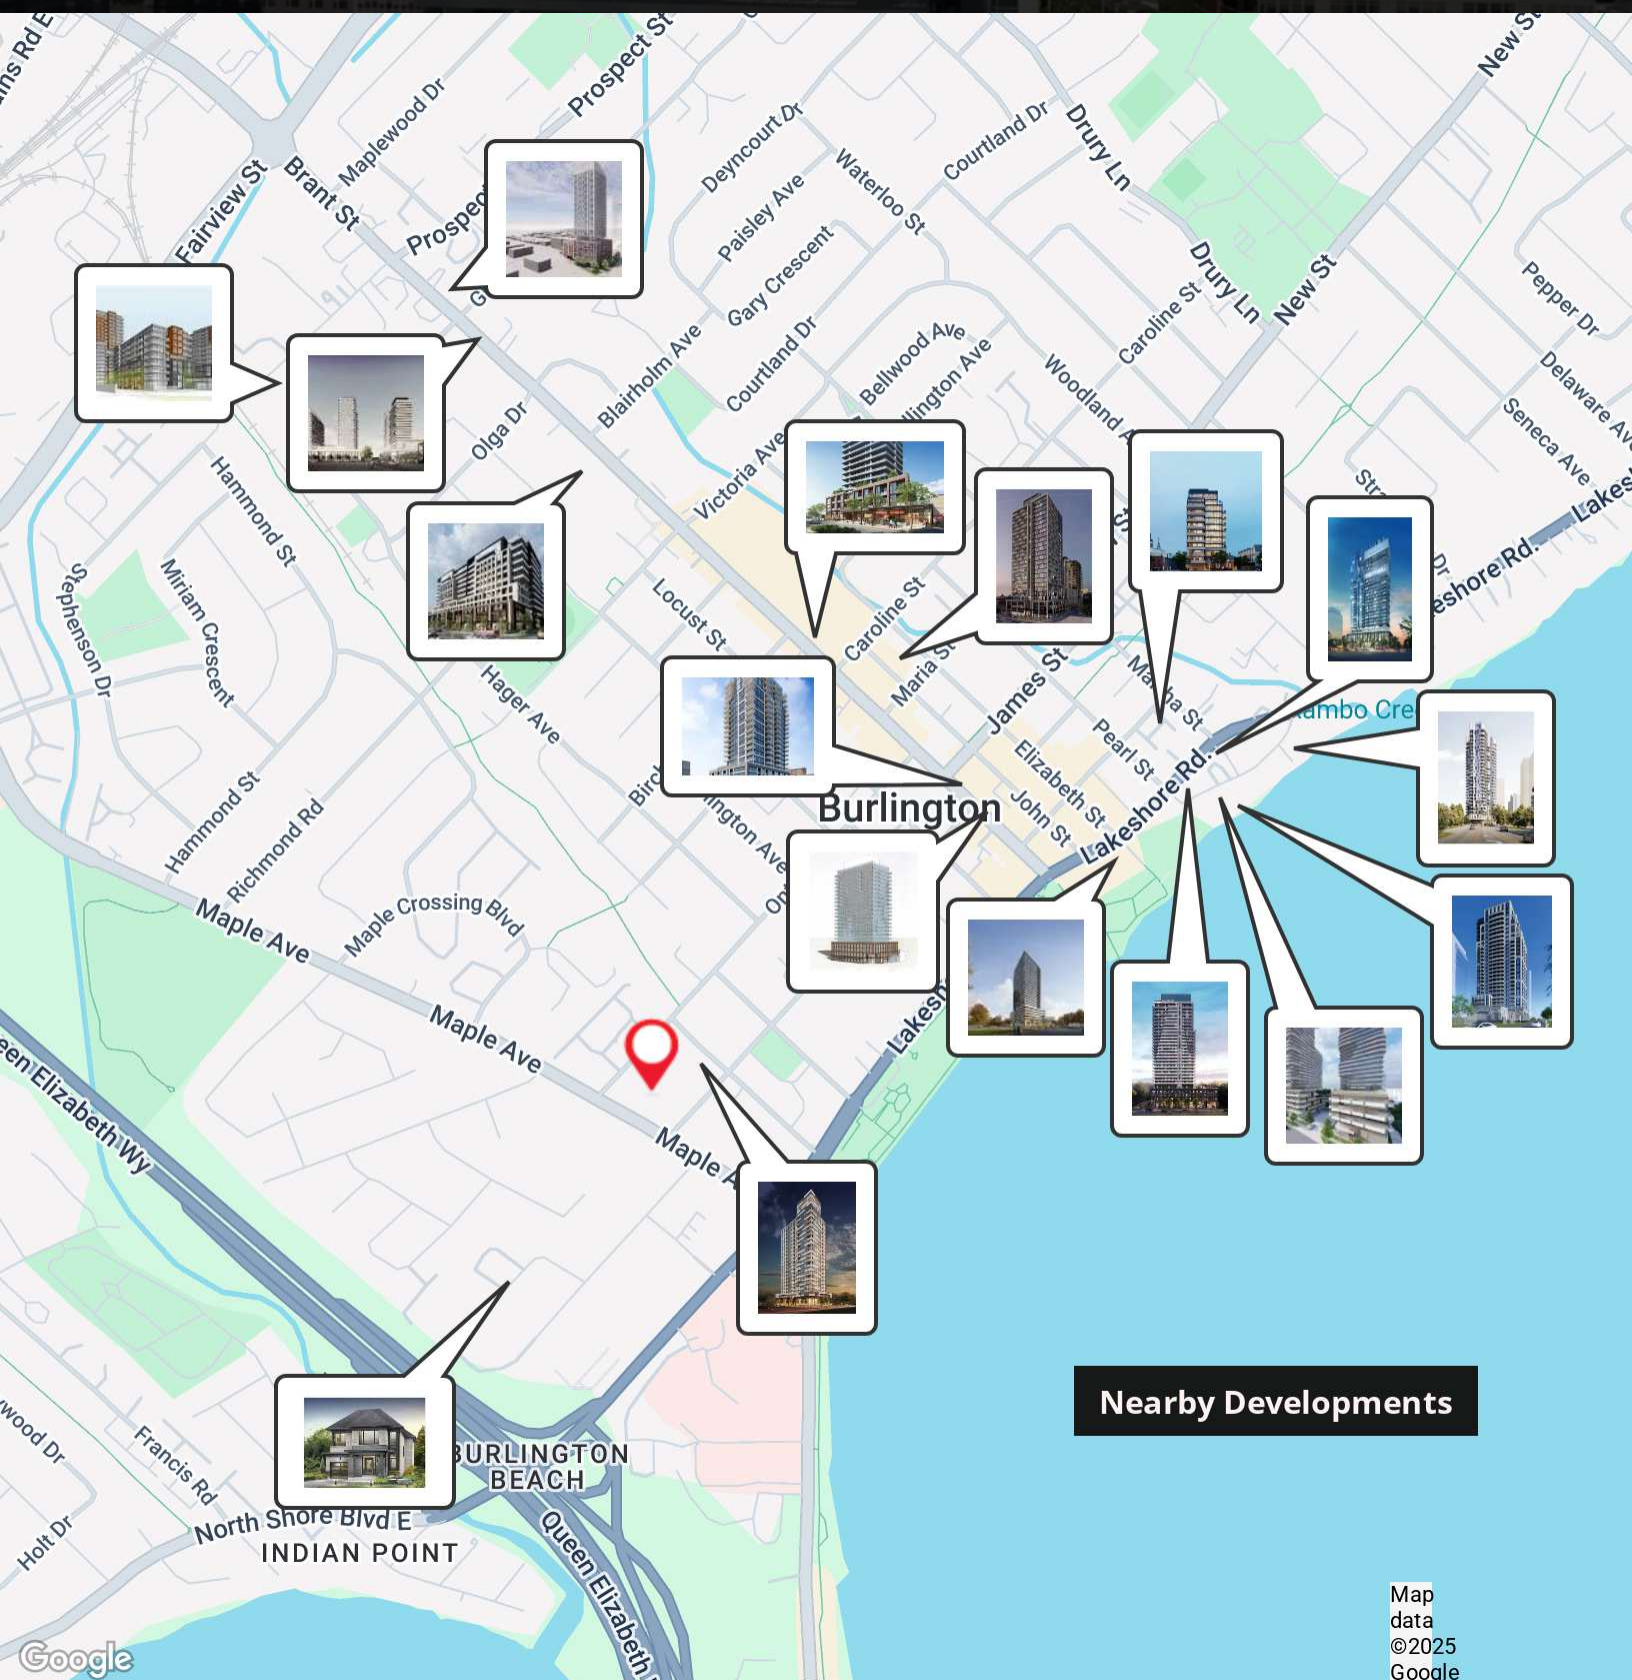 Prospect St
New St
Maplewood Dr
Deyncourt Dr
Courtland Dr
Drury Ln
Waterloo St
Brant St
Fairview St
Paisley Ave
Gary Crescent
Drury Ln
New St
Pepper Dr
Caroline St
Blairholm Ave
Courtland Dr
Bellwood Ave
Woodland
Delaware
Seneca Ave
Olga Dr
Victoria Ave
Hammond St
Miriam Crescent
Stephenson Dr
Locust St
Caroline St
Maria St
James St
Hager Ave
Pearl St
Elizabeth St
John St
Lakeshore Rd.
Burlington
Hammond St
Richmond Rd
Maple Crossing Blvd
Maple Ave
Maple Ave
Maple
Nearby Developments
BURLINGTON
BEACH
Francis Rd
North Shore Blvd E
Holt Dr
INDIAN POINT
Queen Elizabeth
Map
data
©2025
Google
Google